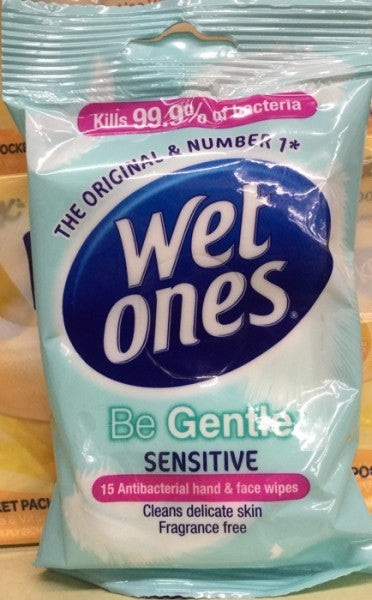 Kills 99.9% of bacteria
THE ORIGINAL & NUMBER 1*
Wet
ones®
Be Gentle
SENSITIVE
15 Antibacterial hand & face wipes
Cleans delicate skin
Fragrance free